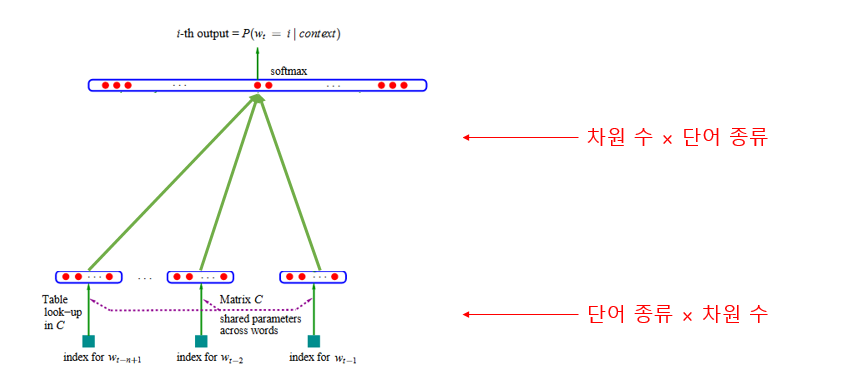 i-th output = P(w_t = i | context)
softmax
. . .
. . .
차원 수 × 단어 종류
. . .
. . .
. . .
. . .
Table
look–up
in C
Matrix C
shared parameters
across words
단어 종류 × 차원 수
index for w_{t−n+1}
index for w_{t−2}
index for w_{t−1}